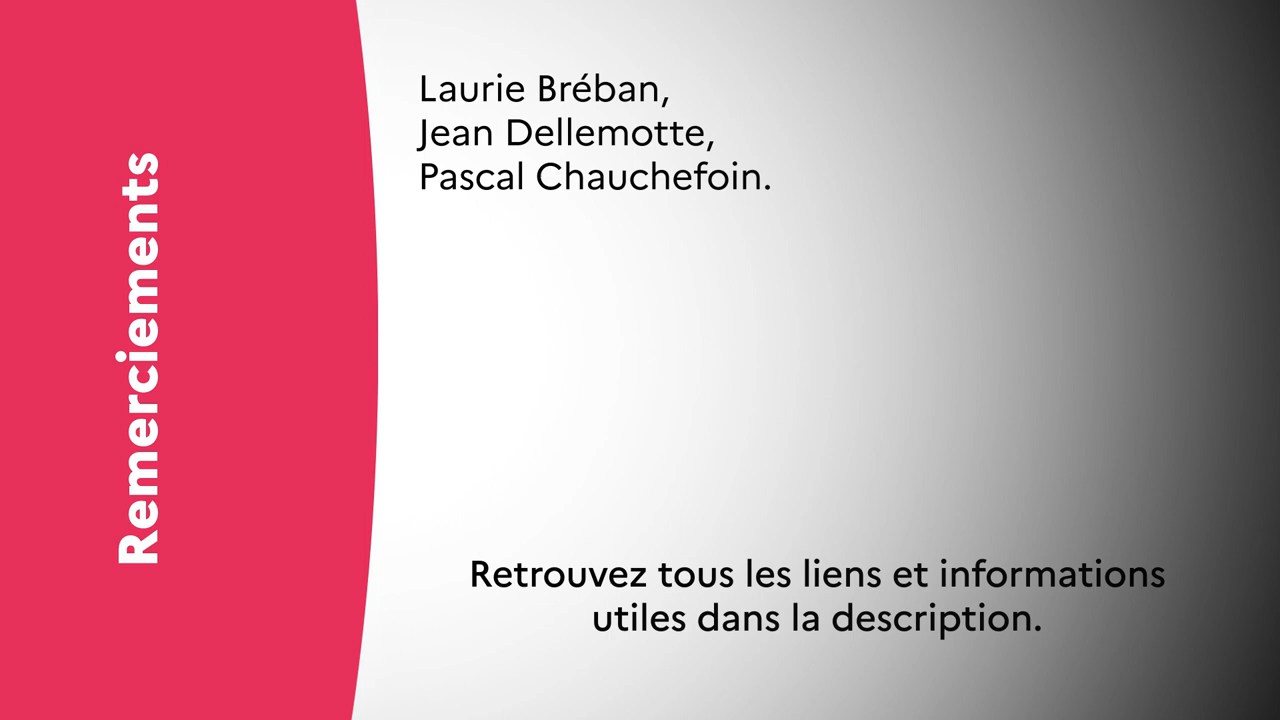 Remerciements
Laurie Bréban,
Jean Dellemotte,
Pascal Chauchefoin.
Retrouvez tous les liens et informations
utiles dans la description.